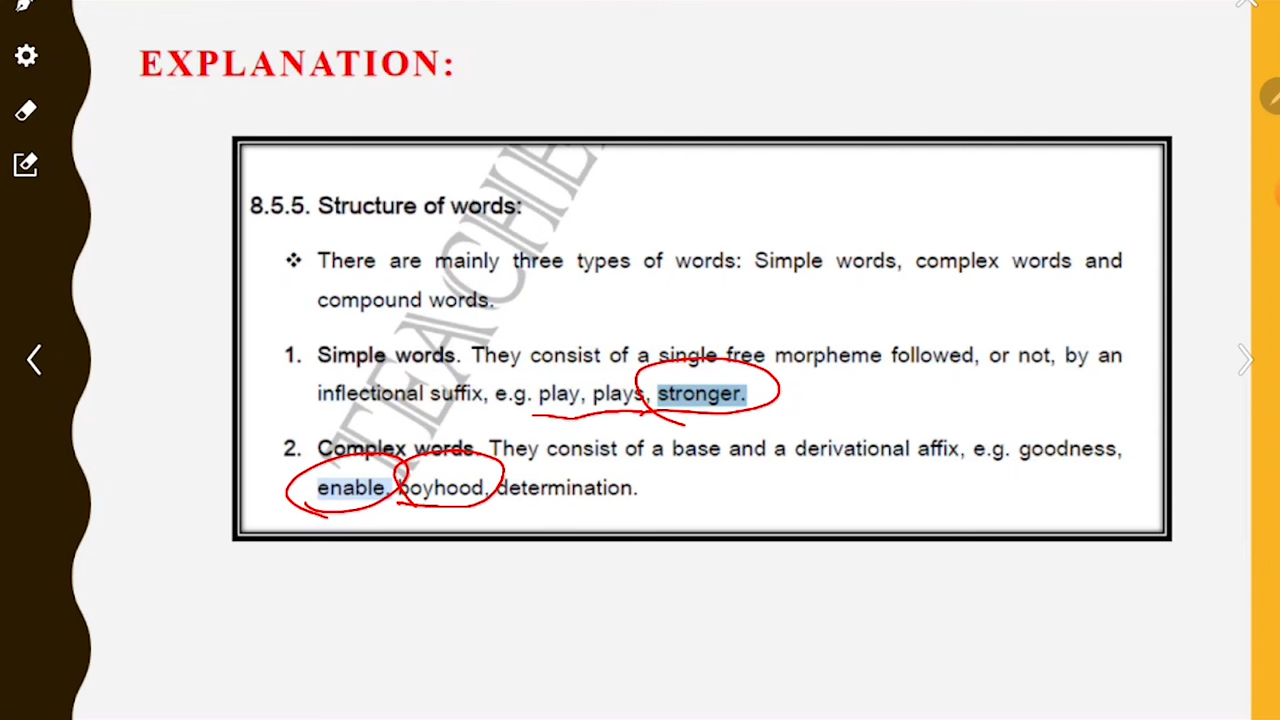 EXPLANATION:
8.5.5. Structure of words:
❖ There are mainly three types of words: Simple words, complex words and
compound words.
1. Simple words. They consist of a single free morpheme followed, or not, by an
inflectional suffix, e.g. play, plays, stronger.
2. Complex words. They consist of a base and a derivational affix, e.g. goodness,
enable, boyhood, determination.